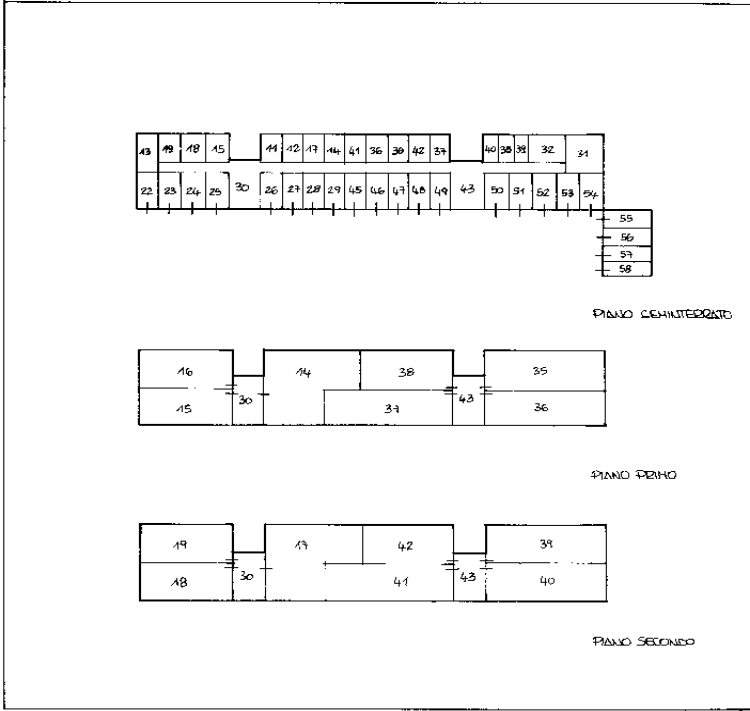 13 19 18 15 11 12 17 14 41 36 38 42 37 40 35 39 32 31
22 23 24 25 30 26 27 28 29 45 46 47 48 49 43 50 51 52 53 54
55
56
57
58
PIANO SEMINTERRATO
16 14 38 35
15 30 37 43 36
PIANO PRIMO
19 17 42 39
18 30 41 43 40
PIANO SECONDO